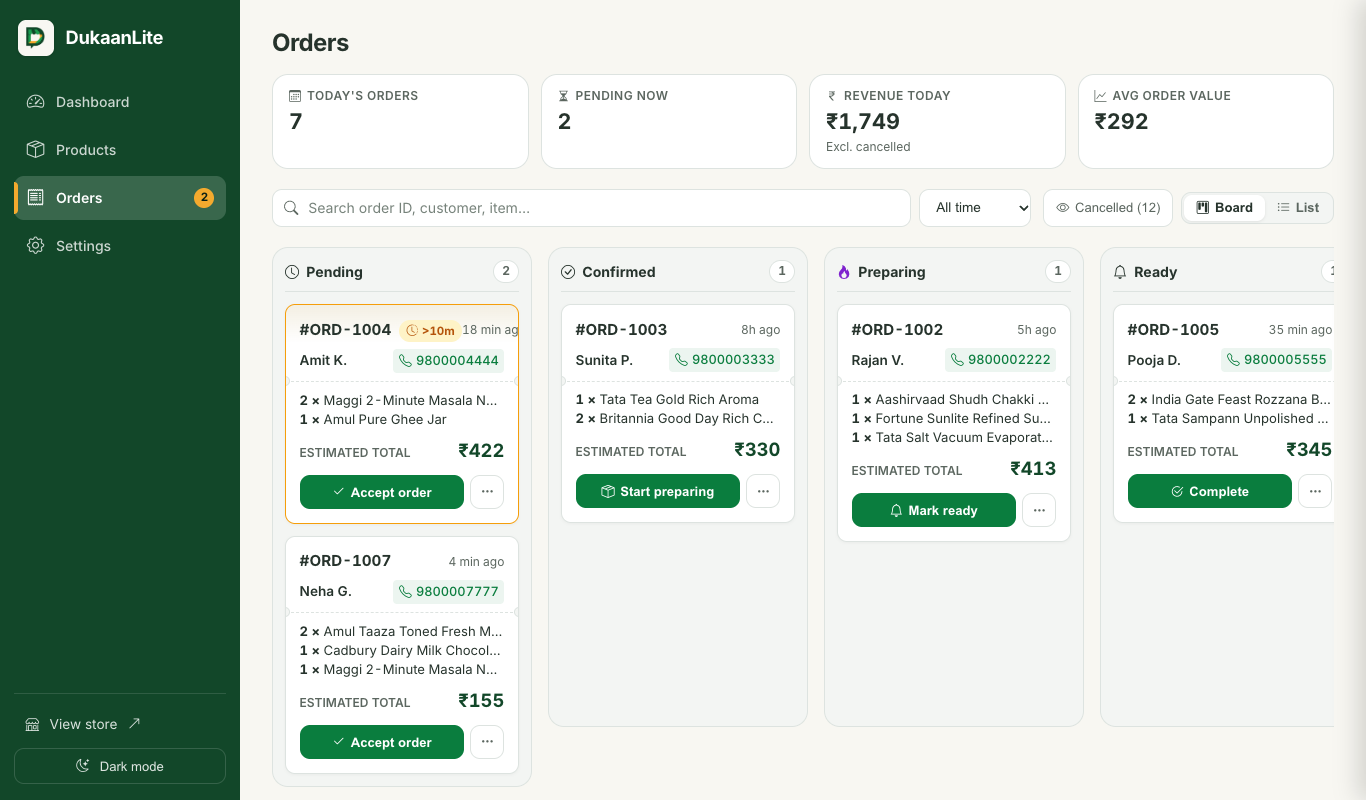 DukaanLite
Dashboard
Products
Orders 2
Settings
View store
Dark mode
Orders
TODAY'S ORDERS
7
PENDING NOW
2
₹ REVENUE TODAY
₹1,749
Excl. cancelled
AVG ORDER VALUE
₹292
Search order ID, customer, item...
All time
Cancelled (12)
Board
List
Pending 2
#ORD-1004 >10m 18 min ag
Amit K. 9800004444
2 × Maggi 2-Minute Masala N...
1 × Amul Pure Ghee Jar
ESTIMATED TOTAL ₹422
Accept order ...
#ORD-1007 4 min ago
Neha G. 9800007777
2 × Amul Taaza Toned Fresh M...
1 × Cadbury Dairy Milk Chocol...
1 × Maggi 2-Minute Masala N...
ESTIMATED TOTAL ₹155
Accept order ...
Confirmed 1
#ORD-1003 8h ago
Sunita P. 9800003333
1 × Tata Tea Gold Rich Aroma
2 × Britannia Good Day Rich C...
ESTIMATED TOTAL ₹330
Start preparing ...
Preparing 1
#ORD-1002 5h ago
Rajan V. 9800002222
1 × Aashirvaad Shudh Chakki ...
1 × Fortune Sunlite Refined Su...
1 × Tata Salt Vacuum Evaporat...
ESTIMATED TOTAL ₹413
Mark ready ...
Ready 1
#ORD-1005 35 min ago
Pooja D. 9800005555
2 × India Gate Feast Rozzana B...
1 × Tata Sampann Unpolished ...
ESTIMATED TOTAL ₹345
Complete ...